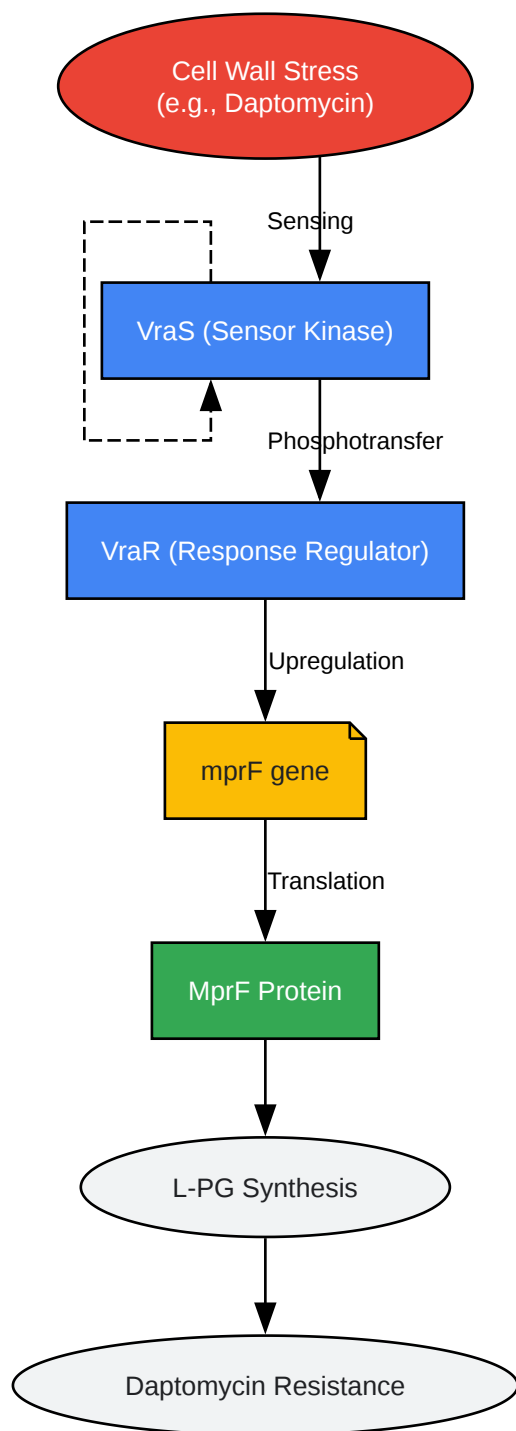 Cell Wall Stress
(e.g., Daptomycin)
Sensing
VraS (Sensor Kinase)
Phosphotransfer
VraR (Response Regulator)
Upregulation
mprF gene
Translation
MprF Protein
L-PG Synthesis
Daptomycin Resistance